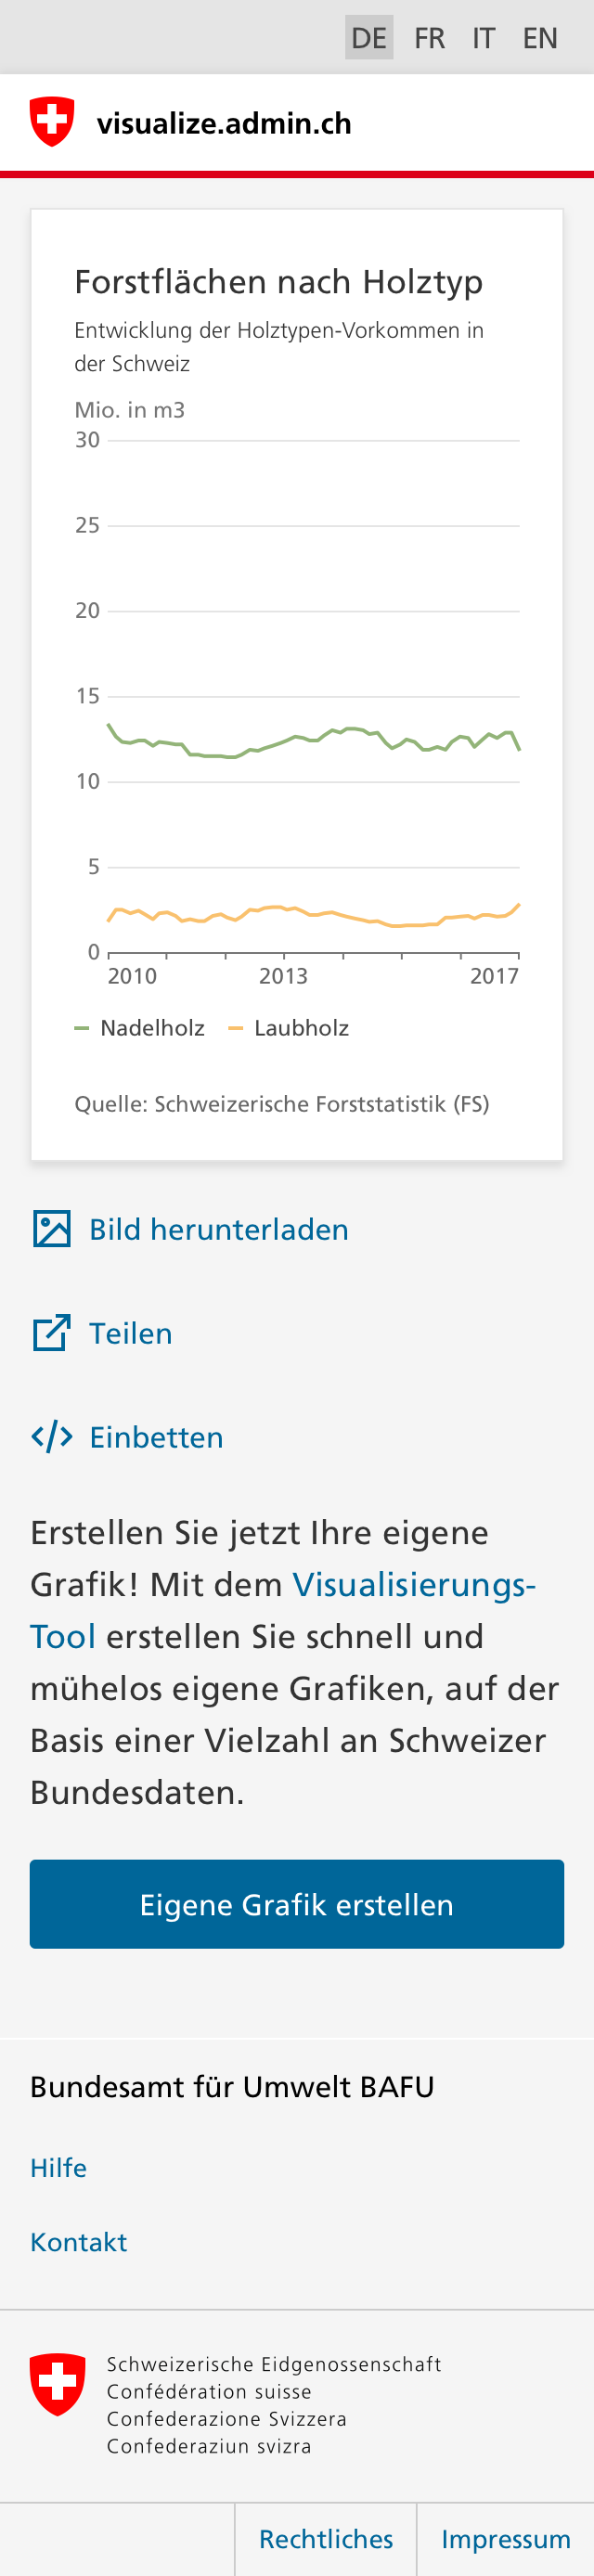 DE FR IT EN
visualize.admin.ch
Forstflächen nach Holztyp
Entwicklung der Holztypen-Vorkommen in
der Schweiz
Mio. in m3
30
25
20
15
10
5
0
2010 2013 2017
Nadelholz Laubholz
Quelle: Schweizerische Forststatistik (FS)
Bild herunterladen
Teilen
Einbetten
Erstellen Sie jetzt Ihre eigene
Grafik! Mit dem Visualisierungs-
Tool erstellen Sie schnell und
mühelos eigene Grafiken, auf der
Basis einer Vielzahl an Schweizer
Bundesdaten.
Eigene Grafik erstellen
Bundesamt für Umwelt BAFU
Hilfe
Kontakt
Schweizerische Eidgenossenschaft
Confédération suisse
Confederazione Svizzera
Confederaziun svizra
Rechtliches Impressum